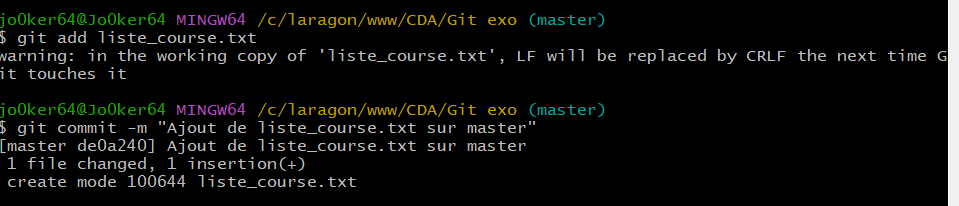 jo0ker64@Jo0ker64 MINGW64 /c/laragon/www/CDA/Git exo (master)
$ git add liste_course.txt
warning: in the working copy of 'liste_course.txt', LF will be replaced by CRLF the next time G
it touches it
jo0ker64@Jo0ker64 MINGW64 /c/laragon/www/CDA/Git exo (master)
$ git commit -m "Ajout de liste_course.txt sur master"
[master de0a240] Ajout de liste_course.txt sur master
1 file changed, 1 insertion(+)
create mode 100644 liste_course.txt